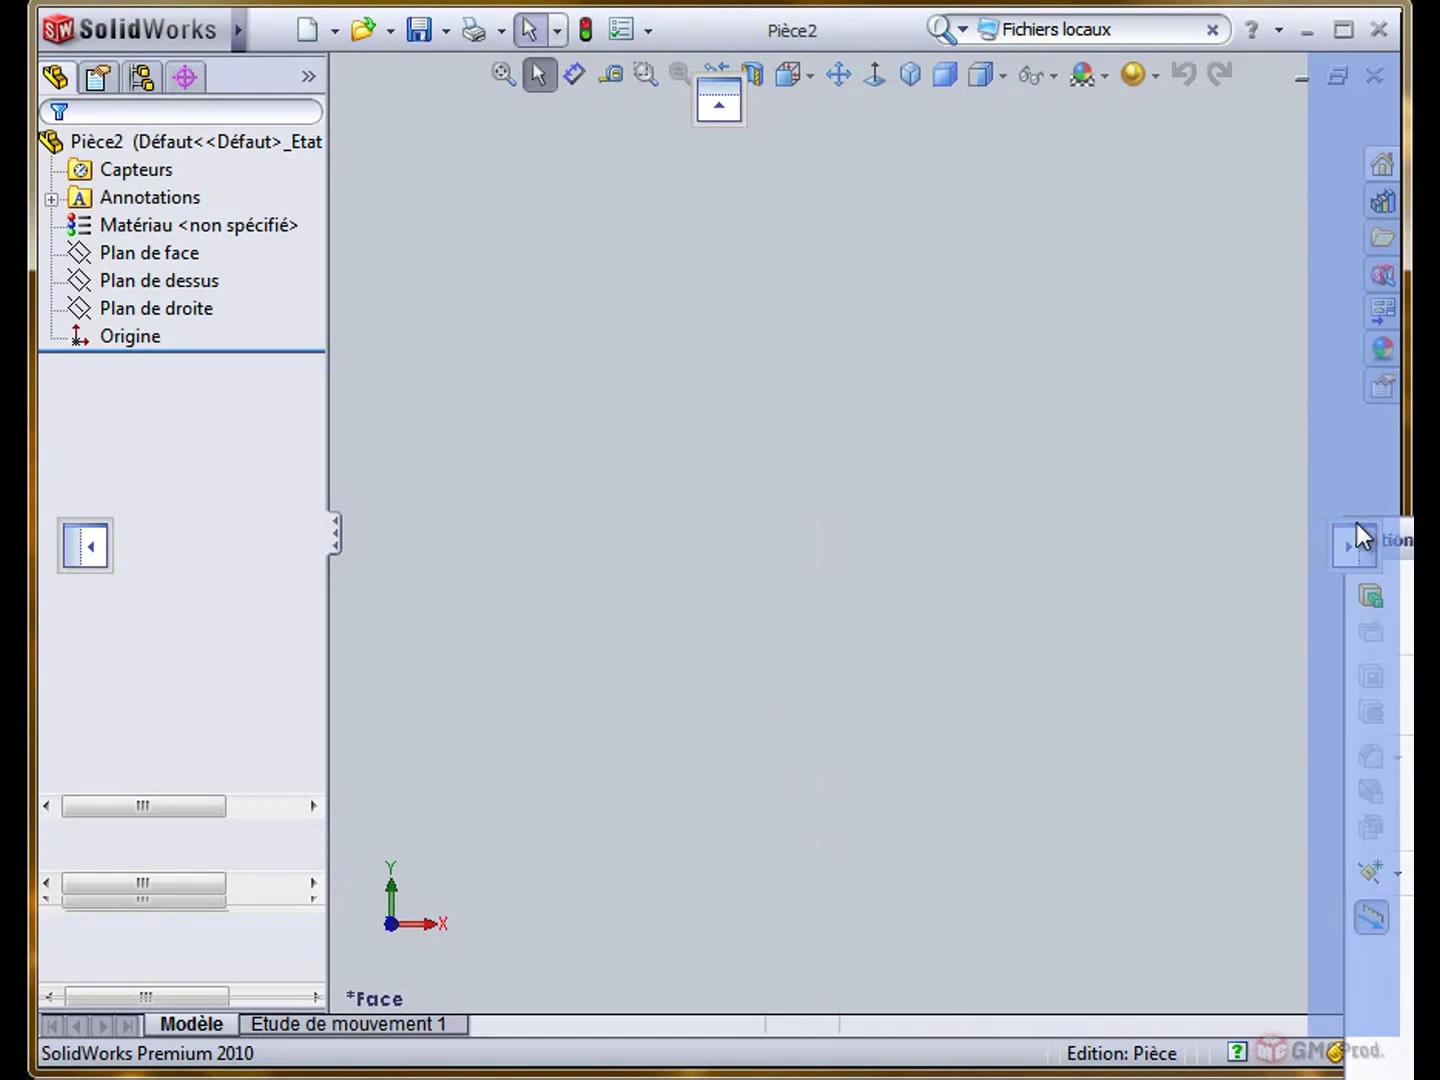 SolidWorks
Pièce2
Fichiers locaux
Pièce2 (Défaut<<Défaut>_Etat
Capteurs
Annotations
Matériau <non spécifié>
Plan de face
Plan de dessus
Plan de droite
Origine
tion
Y
X
*Face
Modèle
Etude de mouvement 1
SolidWorks Premium 2010
Edition: Pièce